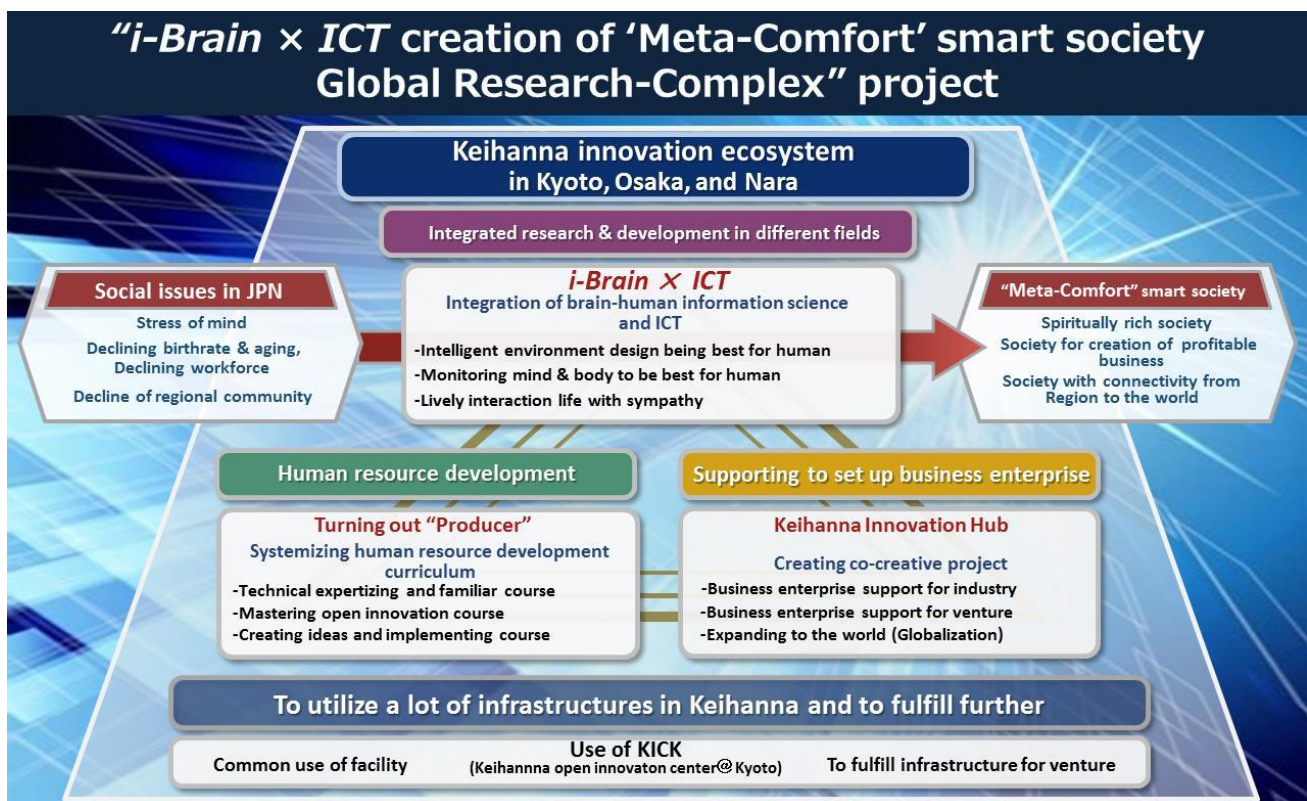 “i-Brain × ICT creation of ‘Meta-Comfort’ smart society
Global Research-Complex” project
Keihanna innovation ecosystem
in Kyoto, Osaka, and Nara
Integrated research & development in different fields
Social issues in JPN
Stress of mind
Declining birthrate & aging,
Declining workforce
Decline of regional community
i-Brain × ICT
Integration of brain-human information science
and ICT
-Intelligent environment design being best for human
-Monitoring mind & body to be best for human
-Lively interaction life with sympathy
“Meta-Comfort” smart society
Spiritually rich society
Society for creation of profitable
business
Society with connectivity from
Region to the world
Human resource development
Turning out “Producer”
Systemizing human resource development
curriculum
-Technical expertizing and familiar course
-Mastering open innovation course
-Creating ideas and implementing course
Supporting to set up business enterprise
Keihanna Innovation Hub
Creating co-creative project
-Business enterprise support for industry
-Business enterprise support for venture
-Expanding to the world (Globalization)
To utilize a lot of infrastructures in Keihanna and to fulfill further
Common use of facility
Use of KICK
(Keihannna open innovaton center@ Kyoto)
To fulfill infrastructure for venture